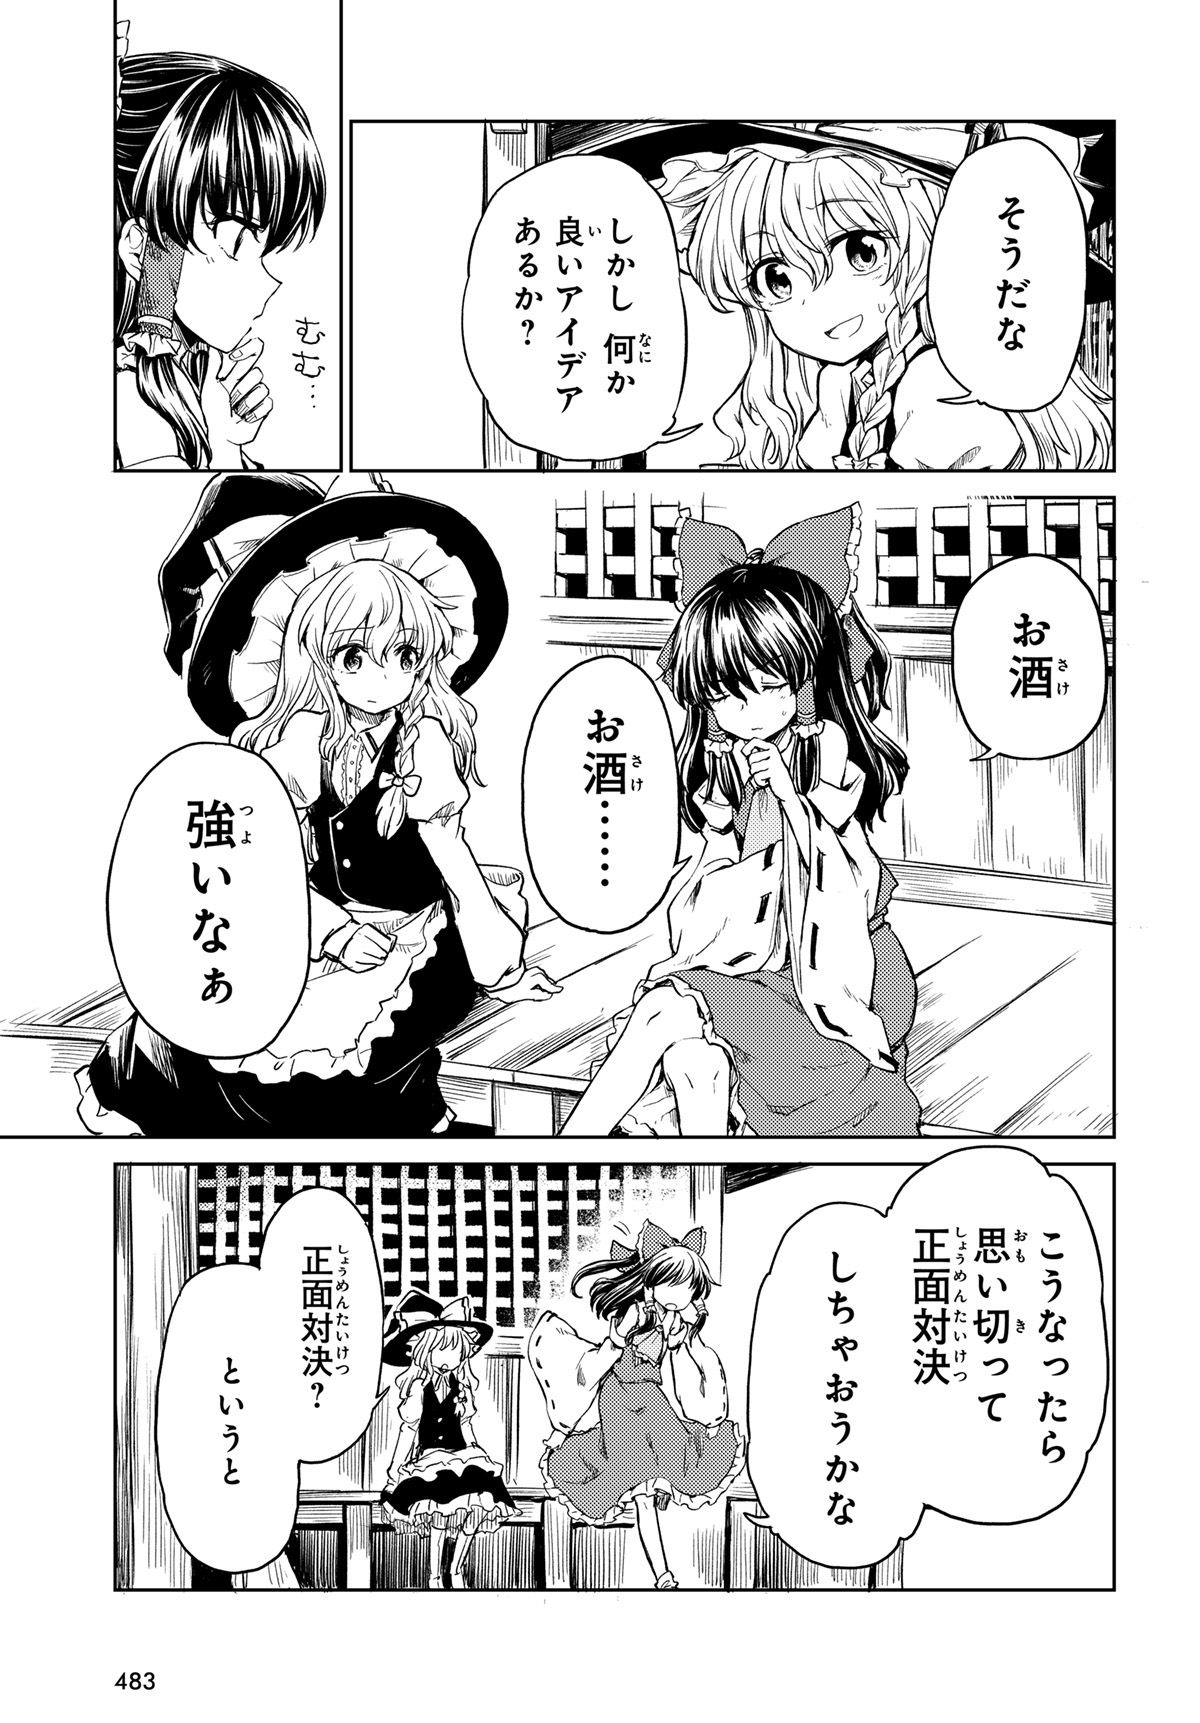 そうだな
しかし 何か
良いアイデア
あるか?
むむ…
お酒
お酒……
強いなぁ
こうなったら
思い切って
正面対決
しちゃおうかな
正面対決?
というと
483